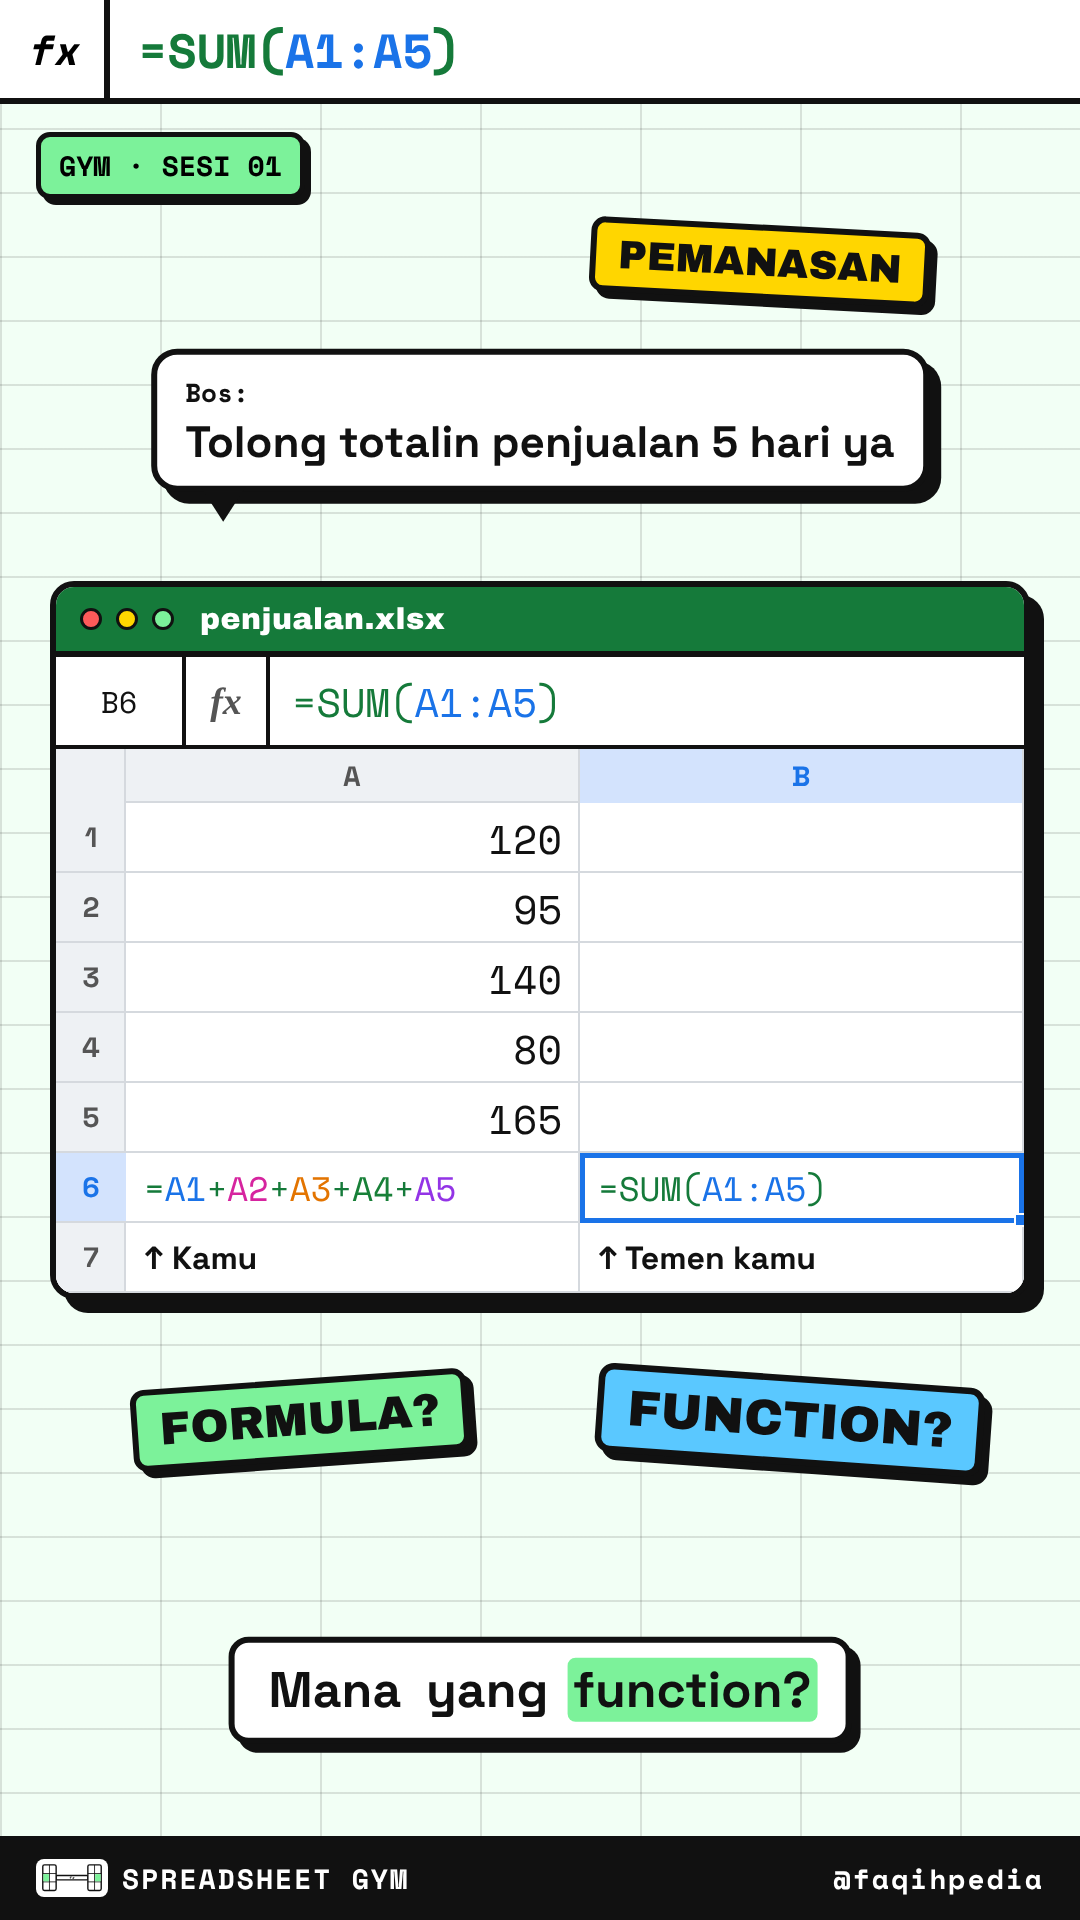 fx =SUM(A1:A5)
GYM · SESI 01
PEMANASAN
Bos:
Tolong totalin penjualan 5 hari ya
penjualan.xlsx
B6 fx =SUM(A1:A5)
A B
1 120
2 95
3 140
4 80
5 165
6 =A1+A2+A3+A4+A5 =SUM(A1:A5)
7 ↑ Kamu ↑ Temen kamu
FORMULA? FUNCTION?
Mana yang function?
SPREADSHEET GYM @faqihpedia